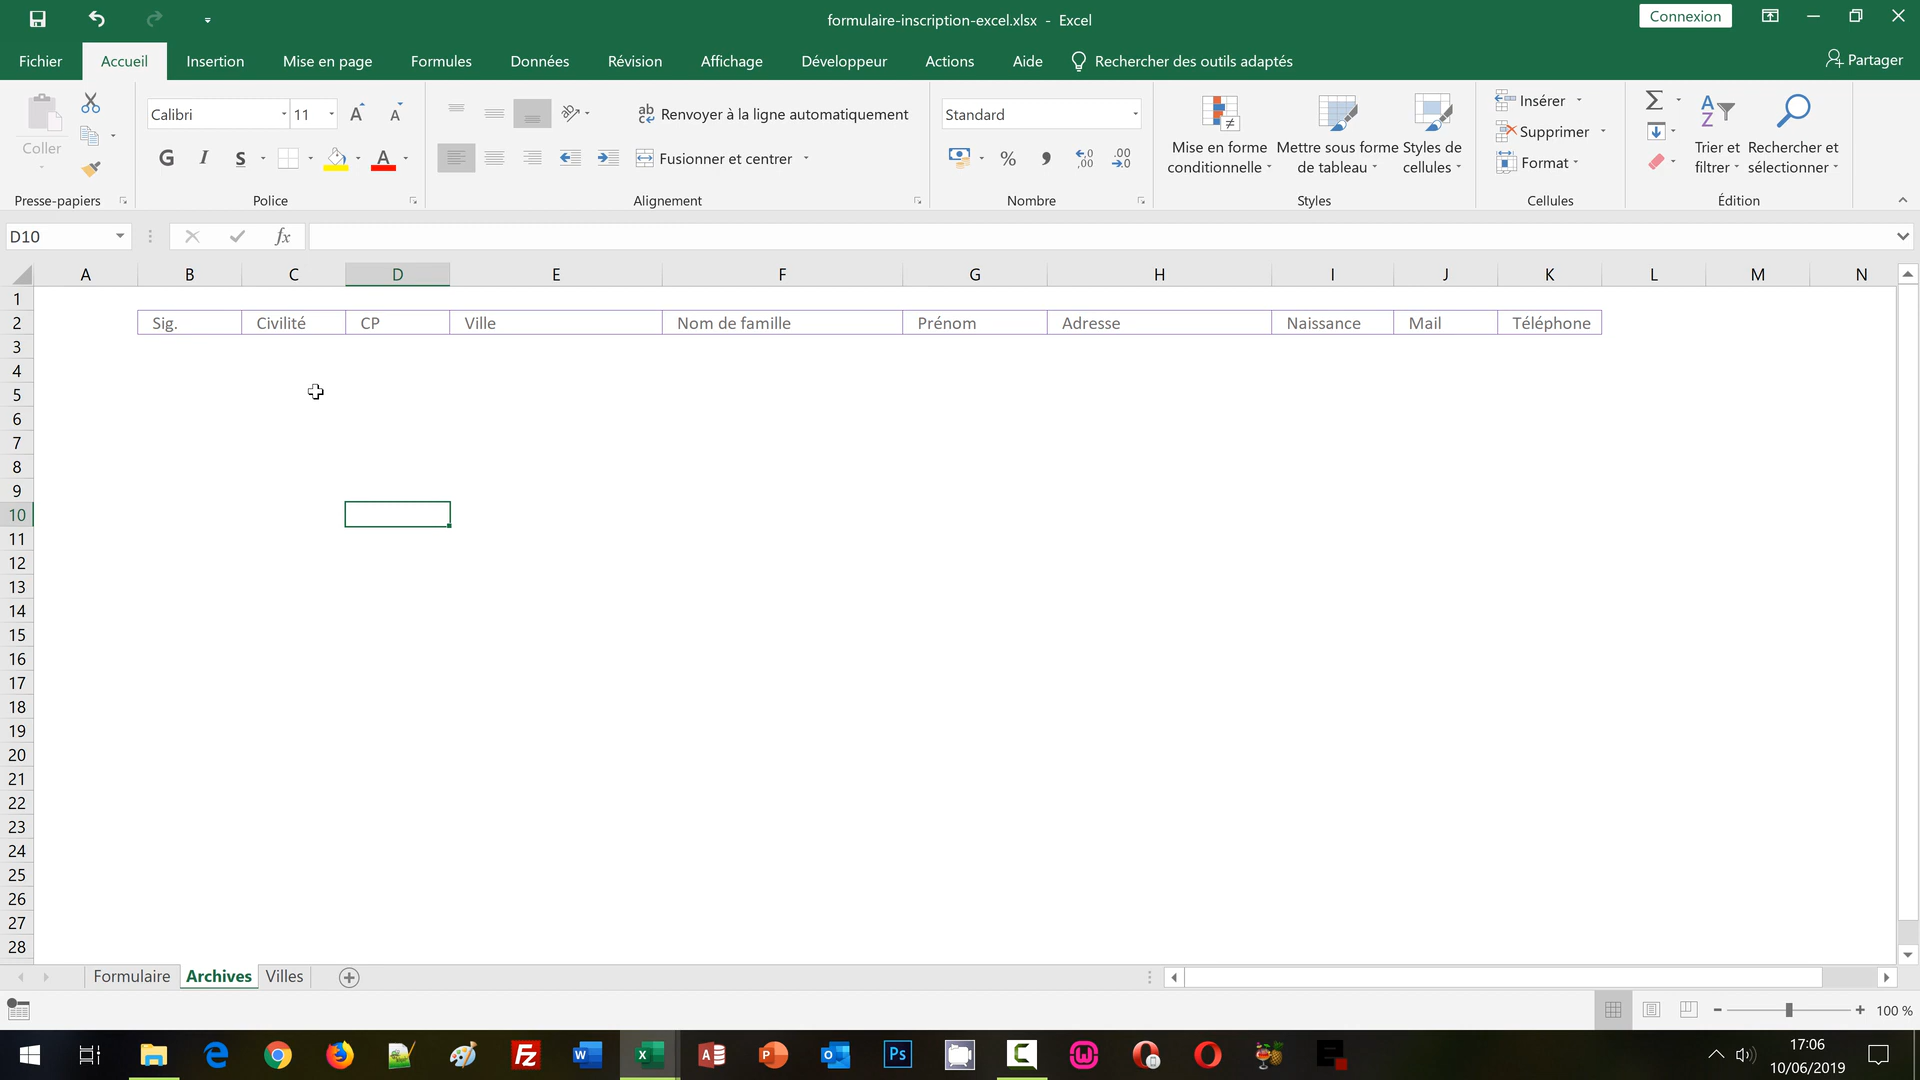 formulaire-inscription-excel.xlsx - Excel
Connexion
Fichier Accueil Insertion Mise en page Formules Données Révision Affichage Développeur Actions Aide Rechercher des outils adaptés Partager
Coller
Calibri 11
Renvoyer à la ligne automatiquement
Standard
Mise en forme conditionnelle
Mettre sous forme de tableau
Styles de cellules
Insérer
Supprimer
Format
Trier et filtrer
Rechercher et sélectionner
G I S
Fusionner et centrer
Presse-papiers Police Alignement Nombre Styles Cellules Édition
D10 fx
A B C D E F G H I J K L M N
1
2 Sig. Civilité CP Ville Nom de famille Prénom Adresse Naissance Mail Téléphone
3
4
5
6
7
8
9
10
11
12
13
14
15
16
17
18
19
20
21
22
23
24
25
26
27
28
Formulaire Archives Villes
100 %
17:06
10/06/2019